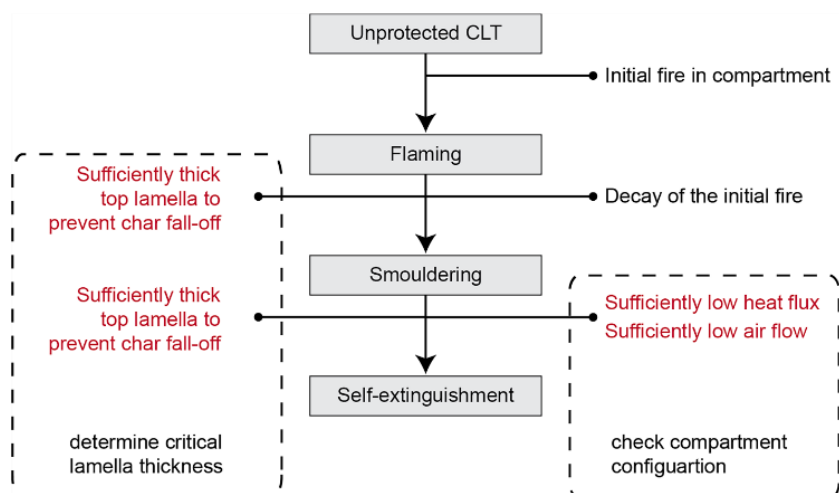 Unprotected CLT
Initial fire in compartment
Flaming
Sufficiently thick
top lamella to
prevent char fall-off
Decay of the initial fire
Smouldering
Sufficiently thick
top lamella to
prevent char fall-off
Sufficiently low heat flux
Sufficiently low air flow
Self-extinguishment
determine critical
lamella thickness
check compartment
configuartion